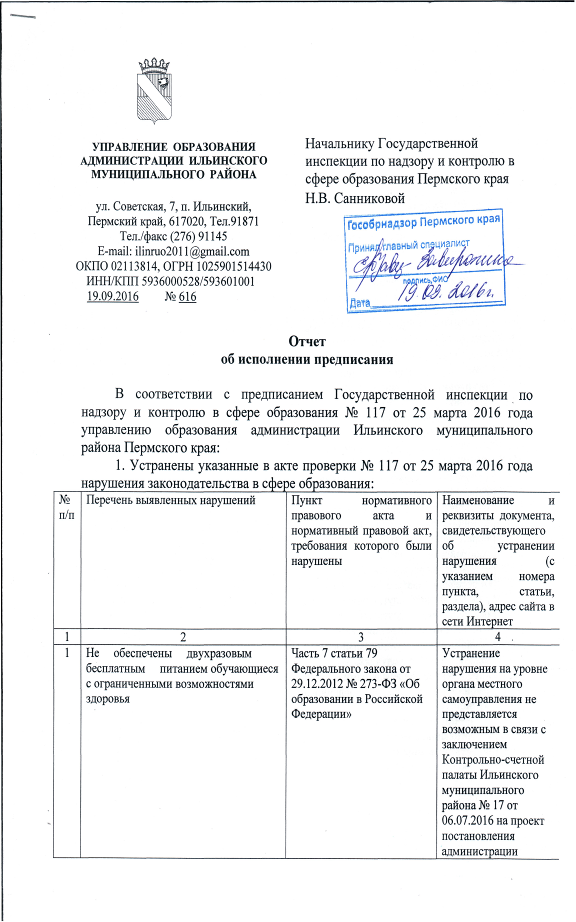 УПРАВЛЕНИЕ ОБРАЗОВАНИЯ
АДМИНИСТРАЦИИ ИЛЬИНСКОГО
МУНИЦИПАЛЬНОГО РАЙОНА
ул. Советская, 7, п. Ильинский,
Пермский край, 617020, Тел.91871
Тел./факс (276) 91145
E-mail: ilinruo2011@gmail.com
ОКПО 02113814, ОГРН 1025901514430
ИНН/КПП 5936000528/593601001
19.09.2016 № 616
Начальнику Государственной
инспекции по надзору и контролю в
сфере образования Пермского края
Н.В. Санниковой
Гособрнадзор Пермского края
Принял главный специалист
подпись, ФИО
Дата 19.09.2016г.
Отчет
об исполнении предписания
В соответствии с предписанием Государственной инспекции по
надзору и контролю в сфере образования № 117 от 25 марта 2016 года
управлению образования администрации Ильинского муниципального
района Пермского края:
1. Устранены указанные в акте проверки № 117 от 25 марта 2016 года
нарушения законодательства в сфере образования:
№
п/п
Перечень выявленных нарушений
Пункт нормативного
правового акта и
нормативный правовой акт,
требования которого были
нарушены
Наименование и
реквизиты документа,
свидетельствующего
об устранении
нарушения (с
указанием номера
пункта, статьи,
раздела), адрес сайта в
сети Интернет
1 2 3 4
1
Не обеспечены двухразовым
бесплатным питанием обучающиеся
с ограниченными возможностями
здоровья
Часть 7 статьи 79
Федерального закона от
29.12.2012 № 273-ФЗ «Об
образовании в Российской
Федерации»
Устранение
нарушения на уровне
органа местного
самоуправления не
представляется
возможным в связи с
заключением
Контрольно-счетной
палаты Ильинского
муниципального
района № 17 от
06.07.2016 на проект
постановления
администрации